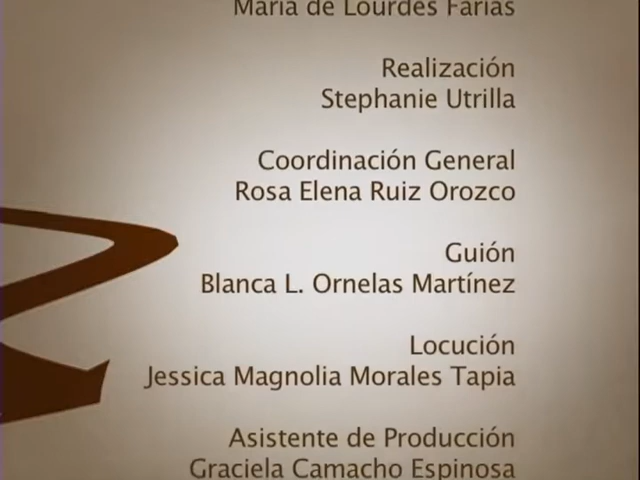 María de Lourdes Farías
Realización
Stephanie Utrilla
Coordinación General
Rosa Elena Ruiz Orozco
Guión
Blanca L. Ornelas Martínez
Locución
Jessica Magnolia Morales Tapia
Asistente de Producción
Graciela Camacho Espinosa